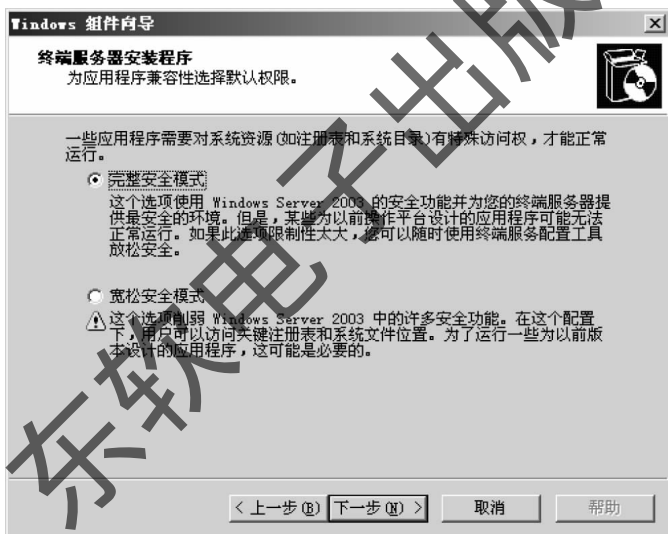 Windows 组件向导
终端服务器安装程序
为应用程序兼容性选择默认权限。
一些应用程序需要对系统资源(如注册表和系统目录)有特殊访问权，才能正常
运行。
完整安全模式
这个选项使用 Windows Server 2003 的安全功能并为您的终端服务器提
供最安全的环境。但是，某些为以前操作平台设计的应用程序可能无法
正常运行。如果此选项限制性太大，您可以随时使用终端服务配置工具
放松安全。
宽松安全模式
这个选项削弱 Windows Server 2003 中的许多安全功能。在这个配置
下，用户可以访问关键注册表和系统文件位置。为了运行一些为以前版
本设计的应用程序，这可能是必要的。
< 上一步(B) 下一步(N) > 取消 帮助
东软电子出版